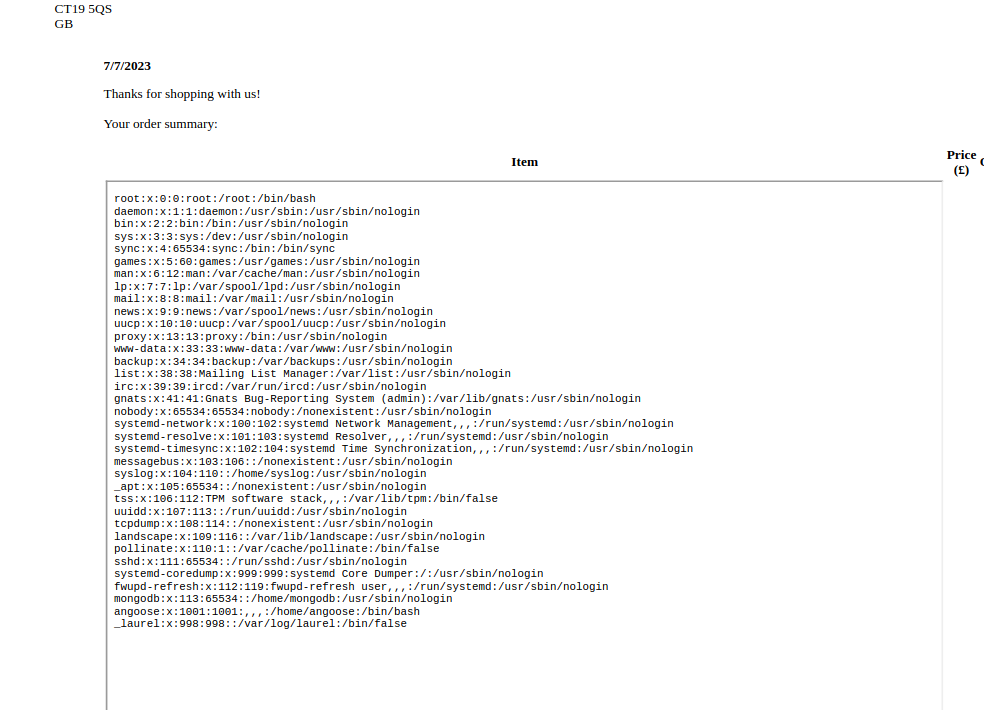 CT19 5QS
GB
7/7/2023
Thanks for shopping with us!
Your order summary:
Item
Price
(£)
root:x:0:0:root:/root:/bin/bash
daemon:x:1:1:daemon:/usr/sbin:/usr/sbin/nologin
bin:x:2:2:bin:/bin:/usr/sbin/nologin
sys:x:3:3:sys:/dev:/usr/sbin/nologin
sync:x:4:65534:sync:/bin:/bin/sync
games:x:5:60:games:/usr/games:/usr/sbin/nologin
man:x:6:12:man:/var/cache/man:/usr/sbin/nologin
lp:x:7:7:lp:/var/spool/lpd:/usr/sbin/nologin
mail:x:8:8:mail:/var/mail:/usr/sbin/nologin
news:x:9:9:news:/var/spool/news:/usr/sbin/nologin
uucp:x:10:10:uucp:/var/spool/uucp:/usr/sbin/nologin
proxy:x:13:13:proxy:/bin:/usr/sbin/nologin
www-data:x:33:33:www-data:/var/www:/usr/sbin/nologin
backup:x:34:34:backup:/var/backups:/usr/sbin/nologin
list:x:38:38:Mailing List Manager:/var/list:/usr/sbin/nologin
irc:x:39:39:ircd:/var/run/ircd:/usr/sbin/nologin
gnats:x:41:41:Gnats Bug-Reporting System (admin):/var/lib/gnats:/usr/sbin/nologin
nobody:x:65534:65534:nobody:/nonexistent:/usr/sbin/nologin
systemd-network:x:100:102:systemd Network Management,,,:/run/systemd:/usr/sbin/nologin
systemd-resolve:x:101:103:systemd Resolver,,,:/run/systemd:/usr/sbin/nologin
systemd-timesync:x:102:104:systemd Time Synchronization,,,:/run/systemd:/usr/sbin/nologin
messagebus:x:103:106::/nonexistent:/usr/sbin/nologin
syslog:x:104:110::/home/syslog:/usr/sbin/nologin
_apt:x:105:65534::/nonexistent:/usr/sbin/nologin
tss:x:106:112:TPM software stack,,,:/var/lib/tpm:/bin/false
uuidd:x:107:113::/run/uuidd:/usr/sbin/nologin
tcpdump:x:108:114::/nonexistent:/usr/sbin/nologin
landscape:x:109:116::/var/lib/landscape:/usr/sbin/nologin
pollinate:x:110:1::/var/cache/pollinate:/bin/false
sshd:x:111:65534::/run/sshd:/usr/sbin/nologin
systemd-coredump:x:999:999:systemd Core Dumper:/:/usr/sbin/nologin
fwupd-refresh:x:112:119:fwupd-refresh user,,,:/run/systemd:/usr/sbin/nologin
mongodb:x:113:65534::/home/mongodb:/usr/sbin/nologin
angoose:x:1001:1001:,,,:/home/angoose:/bin/bash
_laurel:x:998:998::/var/log/laurel:/bin/false